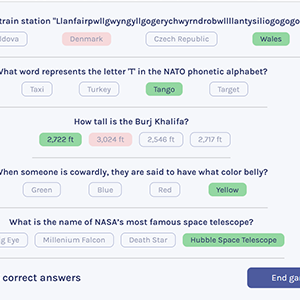 train station "Llanfairpwllgwyngyllgogerychwyrndrobwllllantysiliogogogo
Denmark Czech Republic Wales
What word represents the letter 'T' in the NATO phonetic alphabet?
Taxi Turkey Tango Target
How tall is the Burj Khalifa?
2,722 ft 3,024 ft 2,546 ft 2,717 ft
When someone is cowardly, they are said to have what color belly?
Green Blue Red Yellow
What is the name of NASA's most famous space telescope?
g Eye Millenium Falcon Death Star Hubble Space Telescope
correct answers End ga